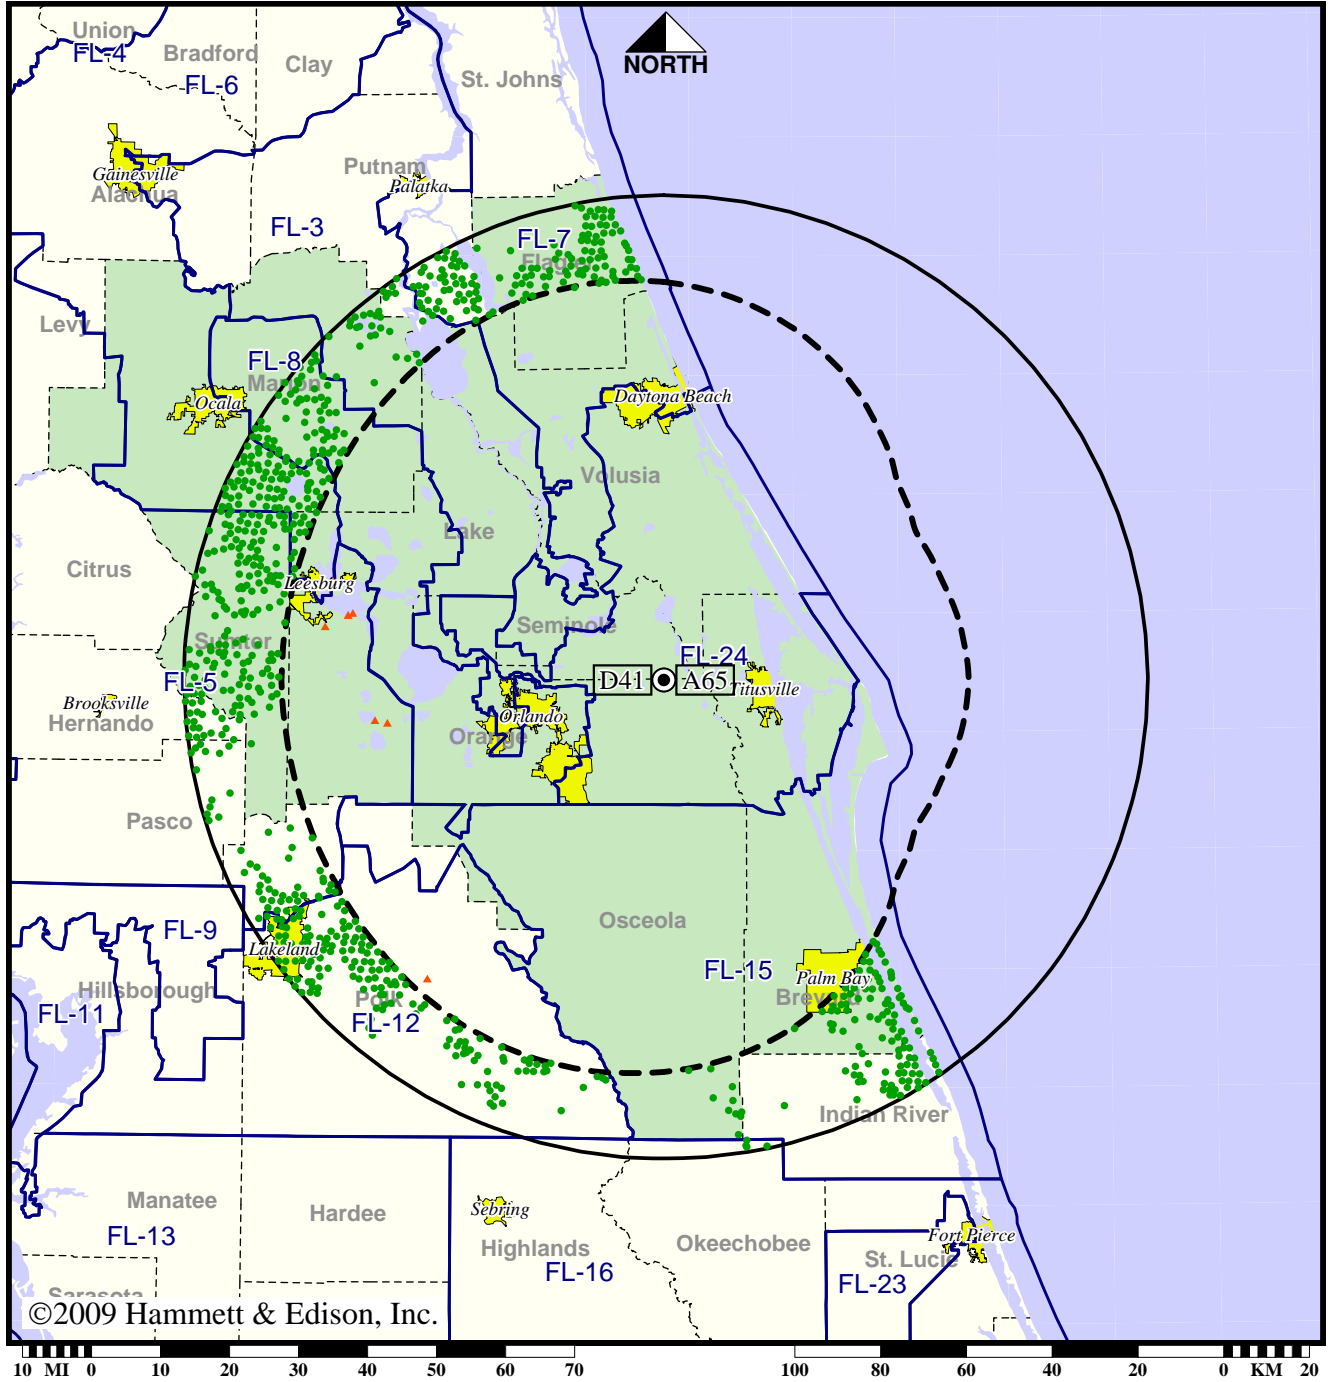 Union
FL-4
Bradford
FL-6
Clay
St. Johns
NORTH
Gainesville
Alachua
Putnam
Palatka
FL-3
FL-7
Flagler
Levy
FL-8
Marion
Ocala
Daytona Beach
Volusia
Lake
Citrus
Leesburg
Seminole
Sumter
FL-24
FL-5
D41
A65
Titusville
Brooksville
Hernando
Orlando
Orange
Pasco
FL-9
Osceola
Lakeland
FL-15
Palm Bay
Hillsborough
Polk
Brevard
FL-11
FL-12
Indian River
Manatee
Sebring
Hardee
FL-13
Highlands
Okeechobee
Fort Pierce
St. Lucie
FL-16
FL-23
Sarasota
©2009 Hammett & Edison, Inc.
10 MI 0 10 20 30 40 50 60 70
100 80 60 40 20 0 KM 20